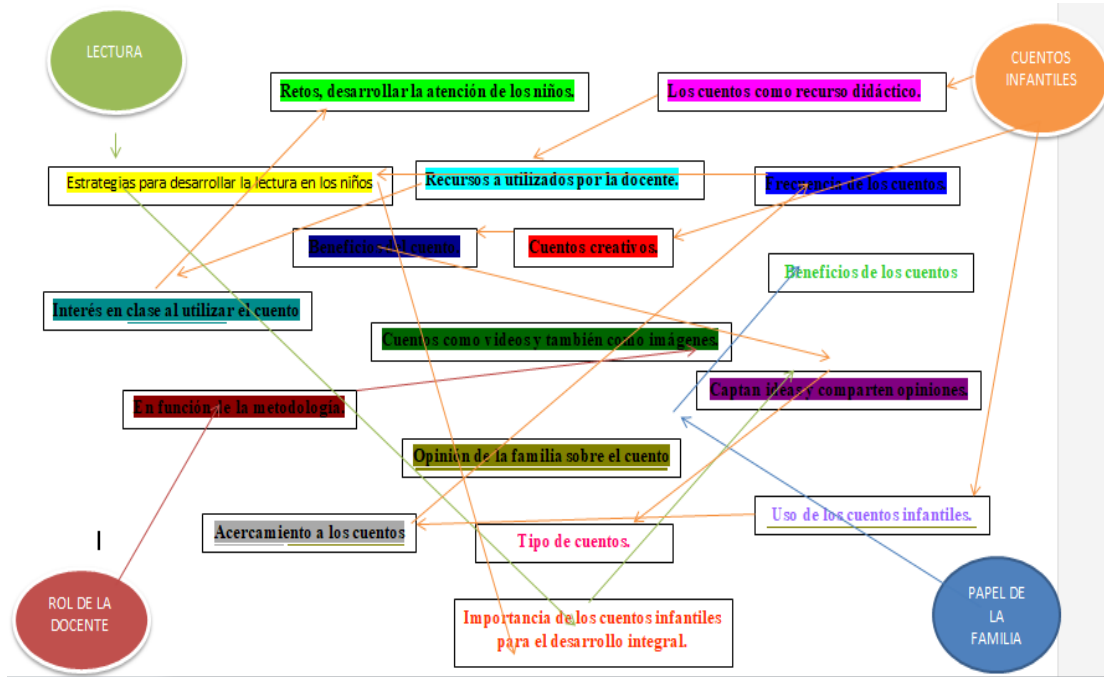 LECTURA
CUENTOS
INFANTILES
Retos, desarrollar la atención de los niños.
Los cuentos como recurso didáctico.
Estrategias para desarrollar la lectura en los niños
Recursos a utilizados por la docente.
Frecuencia de los cuentos.
Beneficio del cuento.
Cuentos creativos.
Beneficios de los cuentos
Interés en clase al utilizar el cuento
Cuentos como videos y también como imágenes.
Captan ideas y comparten opiniones.
En función de la metodología.
Opinión de la familia sobre el cuento
Uso de los cuentos infantiles.
Acercamiento a los cuentos
Tipo de cuentos.
ROL DE LA
DOCENTE
PAPEL DE
LA
FAMILIA
Importancia de los cuentos infantiles
para el desarrollo integral.